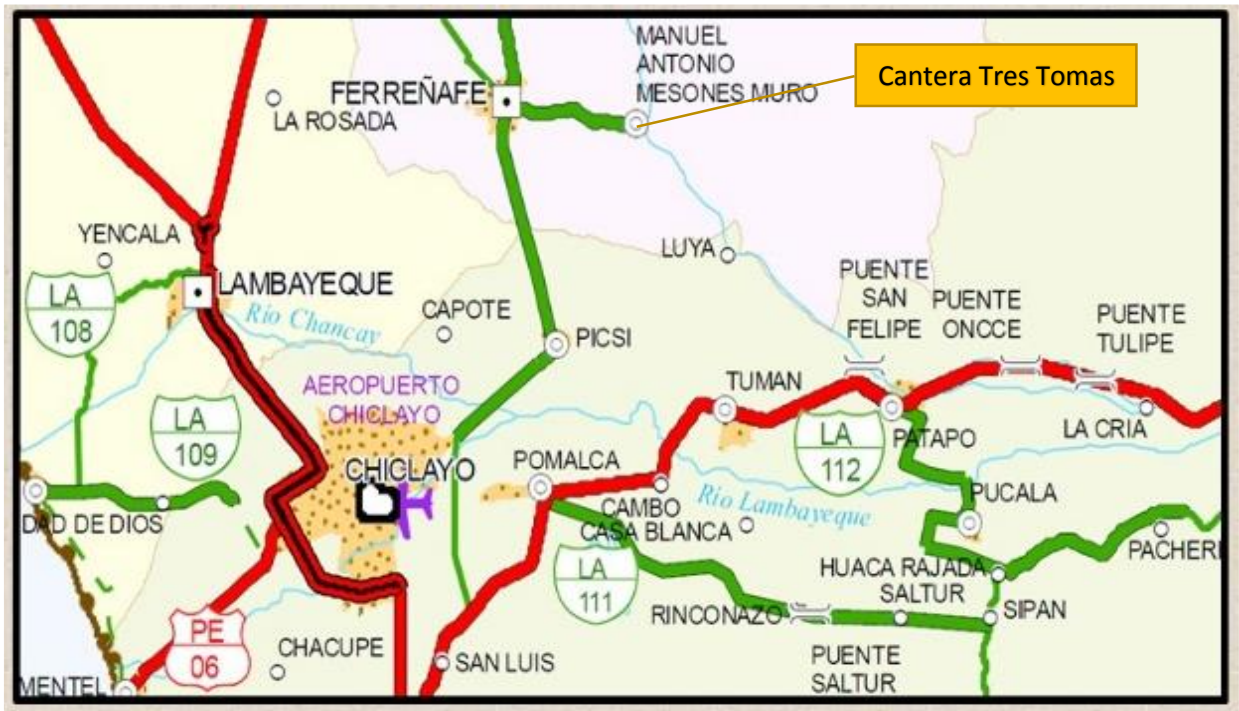 MANUEL
ANTONIO
MESONES MURO
Cantera Tres Tomas
FERREÑAFE
LA ROSADA
YENCALA
LUYA
LAMBAYEQUE
LA
108
Río Chancay
CAPOTE
PICSI
PUENTE
SAN
FELIPE
PUENTE
ONCCE
PUENTE
TULIPE
AEROPUERTO
CHICLAYO
TUMAN
LA
109
LA
112
PATAPO
LA CRIA
CHICLAYO
POMALCA
CAMBO
Río Lambayeque
PUCALA
DAD DE DIOS
CASA BLANCA
PACHERI
LA
111
HUACA RAJADA
SALTUR
RINCONAZO
SIPAN
PE
06
CHACUPE
SAN LUIS
PUENTE
SALTUR
MENTEL